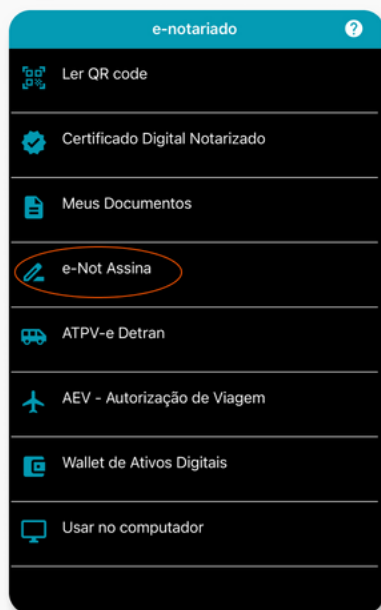 e-notariado
?
Ler QR code
Certificado Digital Notarizado
Meus Documentos
e-Not Assina
ATPV-e Detran
AEV - Autorização de Viagem
Wallet de Ativos Digitais
Usar no computador